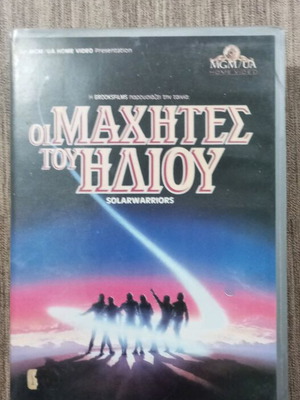 MGM/UA HOME VIDEO Presentation
MGM/UA
HOME VIDEO
Η BROOKSFILMS παρουσιάζει την ταινία
ΟΙ ΜΑΧΗΤΕΣ
ΤΟΥ ΗΛΙΟΥ
SOLARWARRIORS